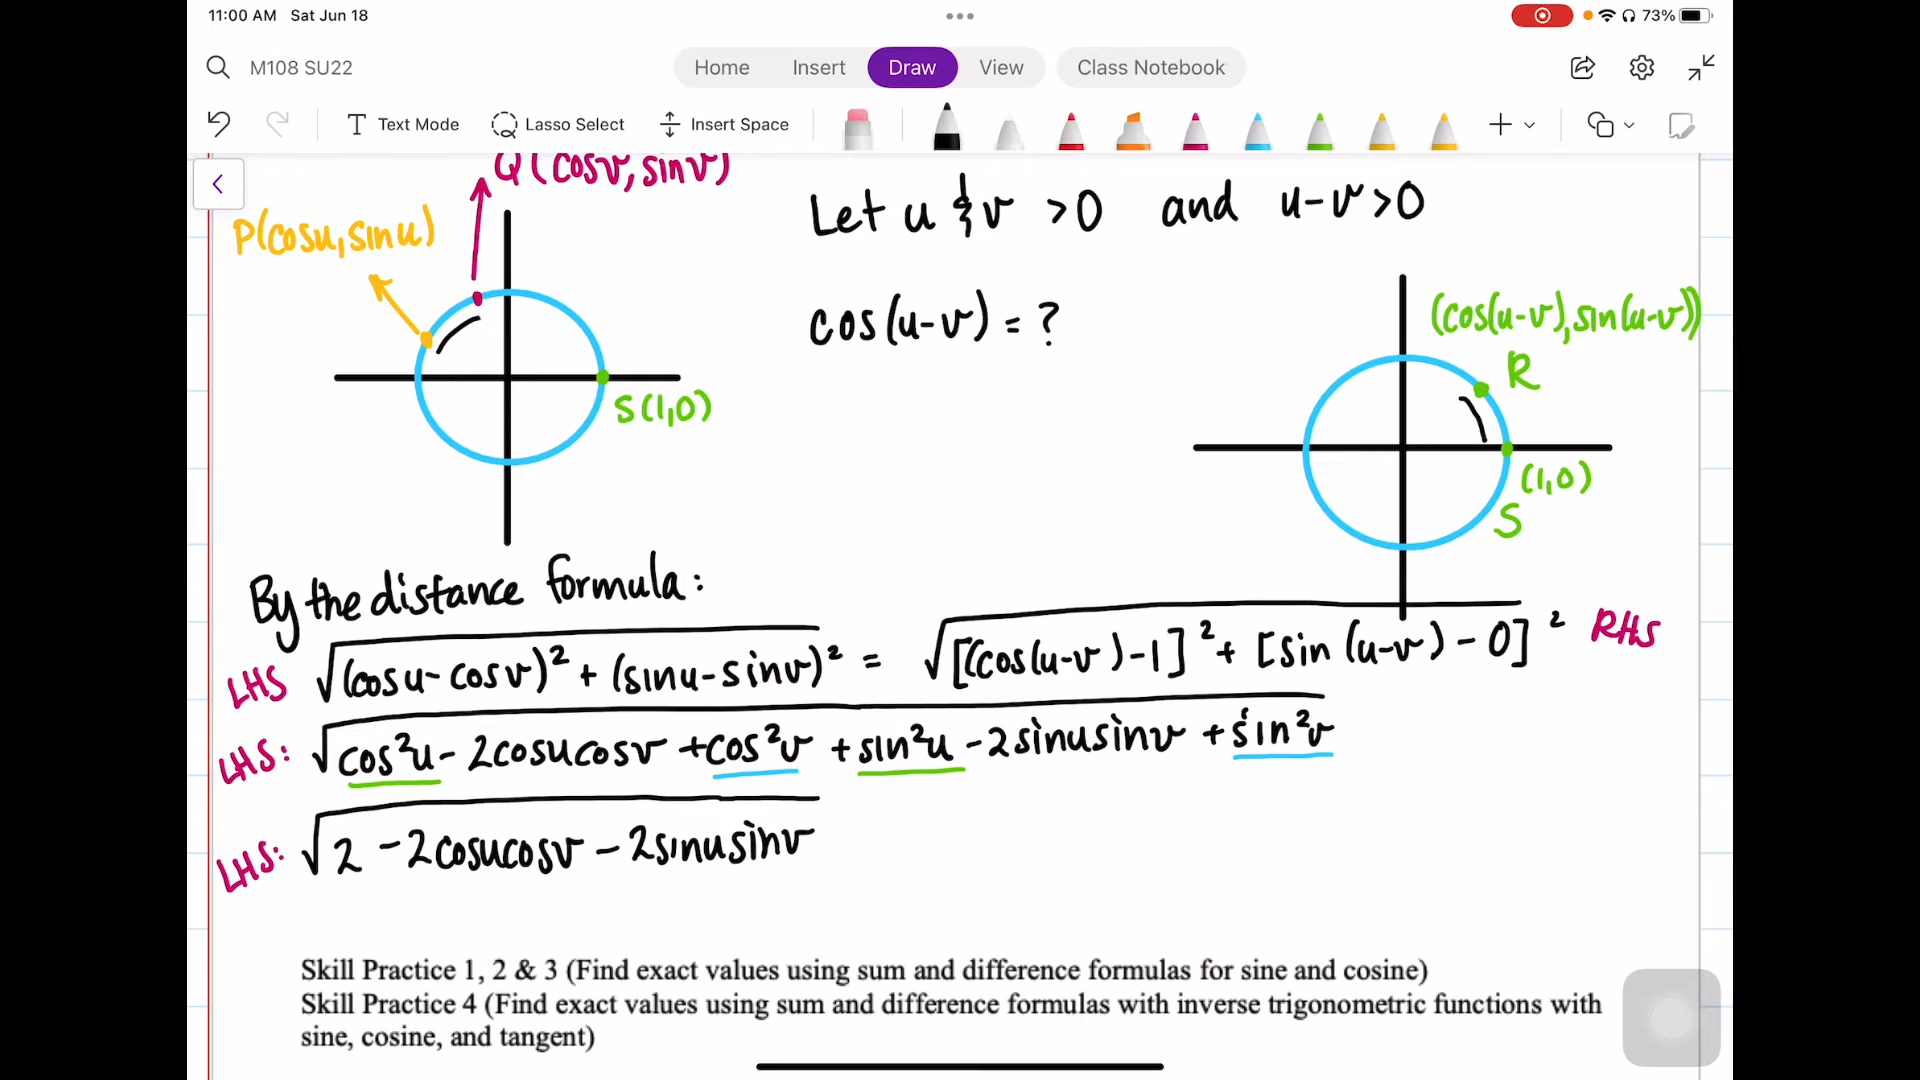 11:00 AM Sat Jun 18
73%
M108 SU22
Home Insert Draw View Class Notebook
Text Mode Lasso Select Insert Space
Q(cosv, sinv)
P(cosu, sinu)
Let u & v >0 and u-v>0
cos(u-v) = ?
(cos(u-v), sin(u-v))
R
S(1,0)
(1,0)
S
By the distance formula:
LHS √(cosu-cosv)² + (sinu-sinv)² = √[(cos(u-v)-1]² + [sin(u-v)-0]² RHS
LHS: √cos²u - 2cosucosv + cos²v + sin²u - 2sinusinv + sin²v
LHS: √2 - 2cosucosv - 2sinusinv
Skill Practice 1, 2 & 3 (Find exact values using sum and difference formulas for sine and cosine)
Skill Practice 4 (Find exact values using sum and difference formulas with inverse trigonometric functions with
sine, cosine, and tangent)